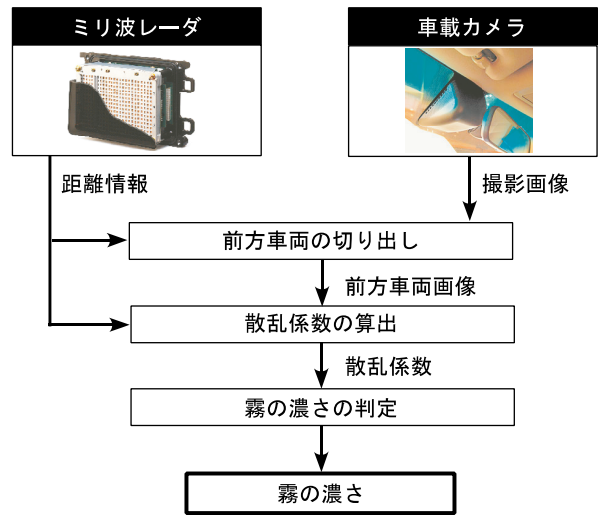 ミリ波レーダ
車載カメラ
距離情報
撮影画像
前方車両の切り出し
前方車両画像
散乱係数の算出
散乱係数
霧の濃さの判定
霧の濃さ